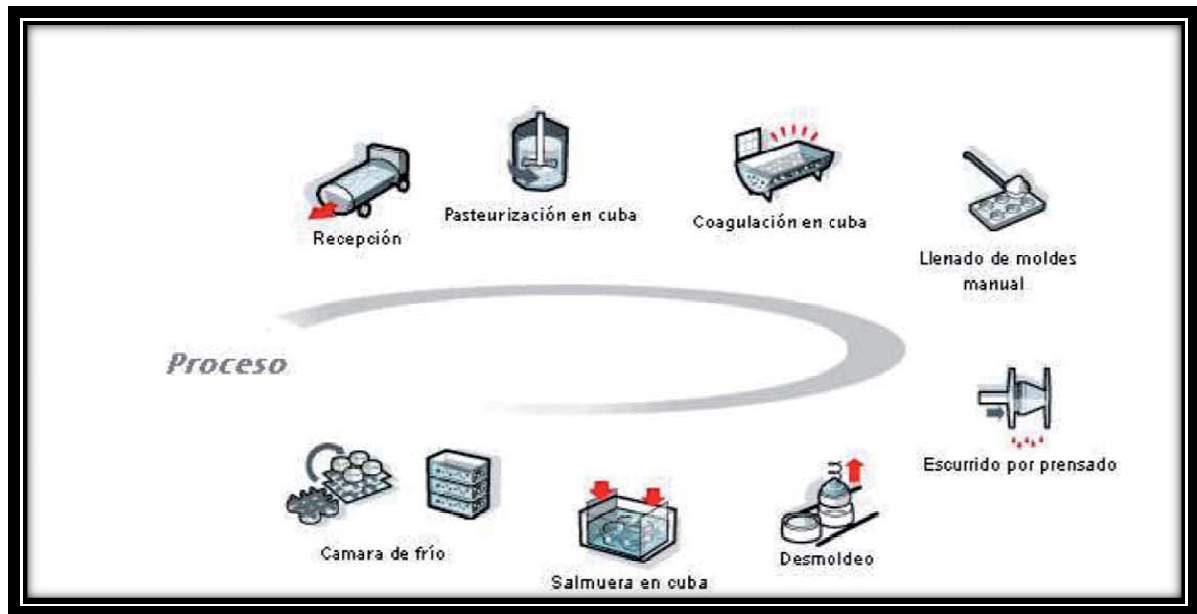 Recepción
Pasteurización en cuba
Coagulación en cuba
Llenado de moldes
manual
Proceso
Escurrido por prensado
Desmoldeo
Salmuera en cuba
Camara de frío